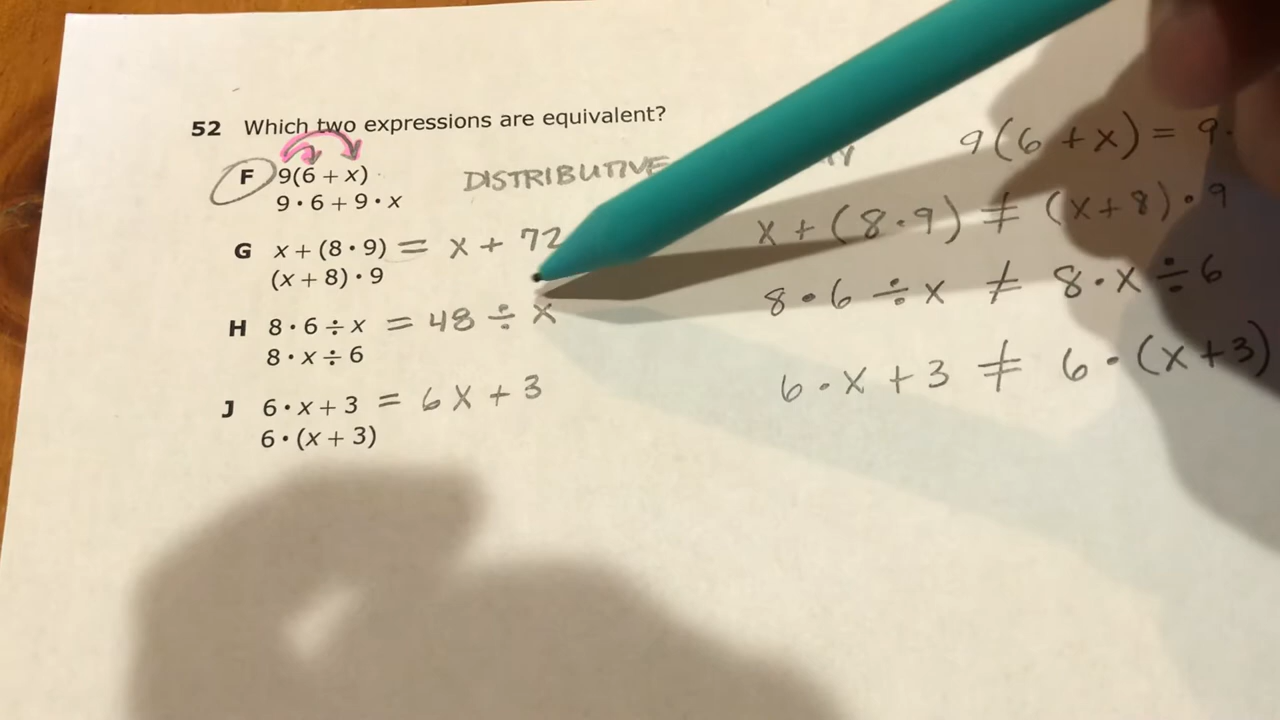 52 Which two expressions are equivalent?
F 9(6 + x)
9 • 6 + 9 • x
DISTRIBUTIVE
G x + (8 • 9) = x + 72
(x + 8) • 9
H 8 • 6 ÷ x = 48 ÷ x
8 • x ÷ 6
J 6 • x + 3 = 6x + 3
6 • (x + 3)
9(6 + x) = 9 •
x + (8 • 9) ≠ (x + 8) • 9
8 • 6 ÷ x ≠ 8 • x ÷ 6
6 • x + 3 ≠ 6 • (x + 3)